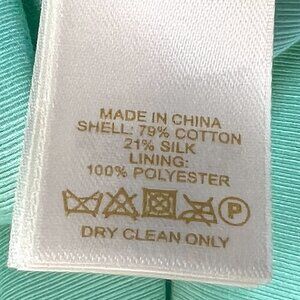 MADE IN CHINA
SHELL: 79% COTTON
21% SILK
LINING:
100% POLYESTER
P
DRY CLEAN ONLY